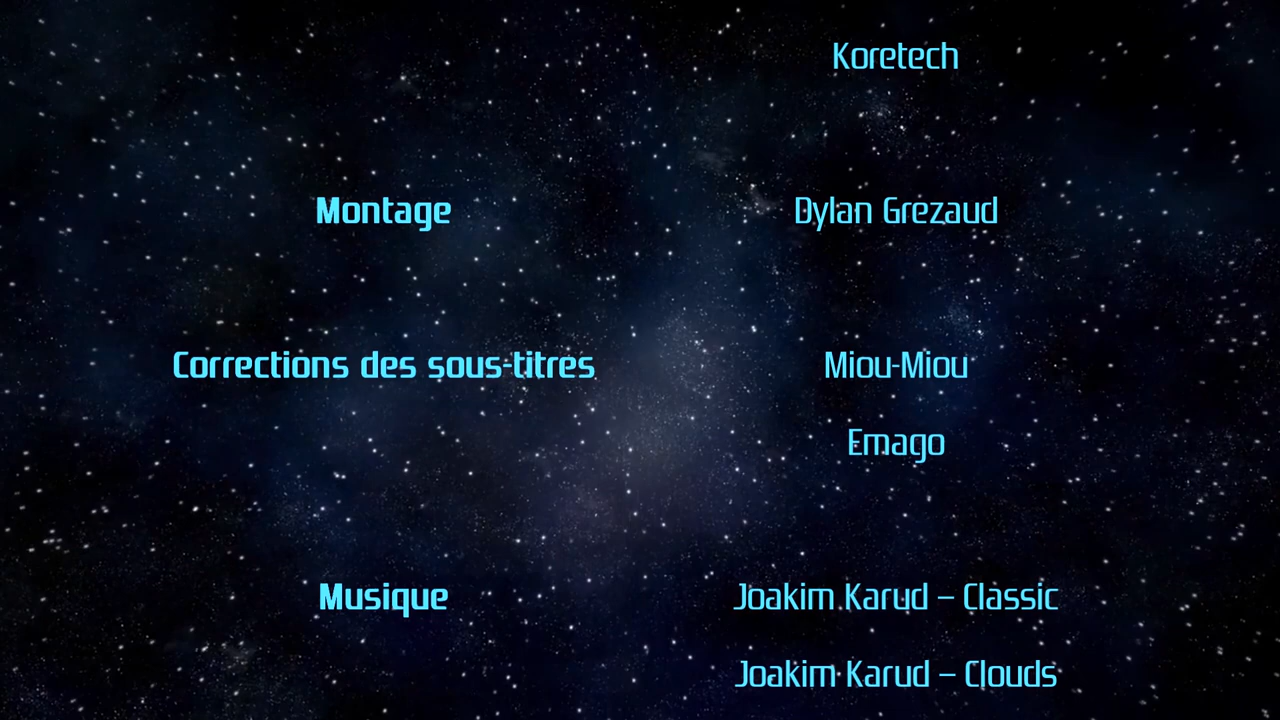 Koretech
Montage Dylan Grezaud
Corrections des sous-titres Miou-Miou
Emago
Musique Joakim Karud – Classic
Joakim Karud – Clouds